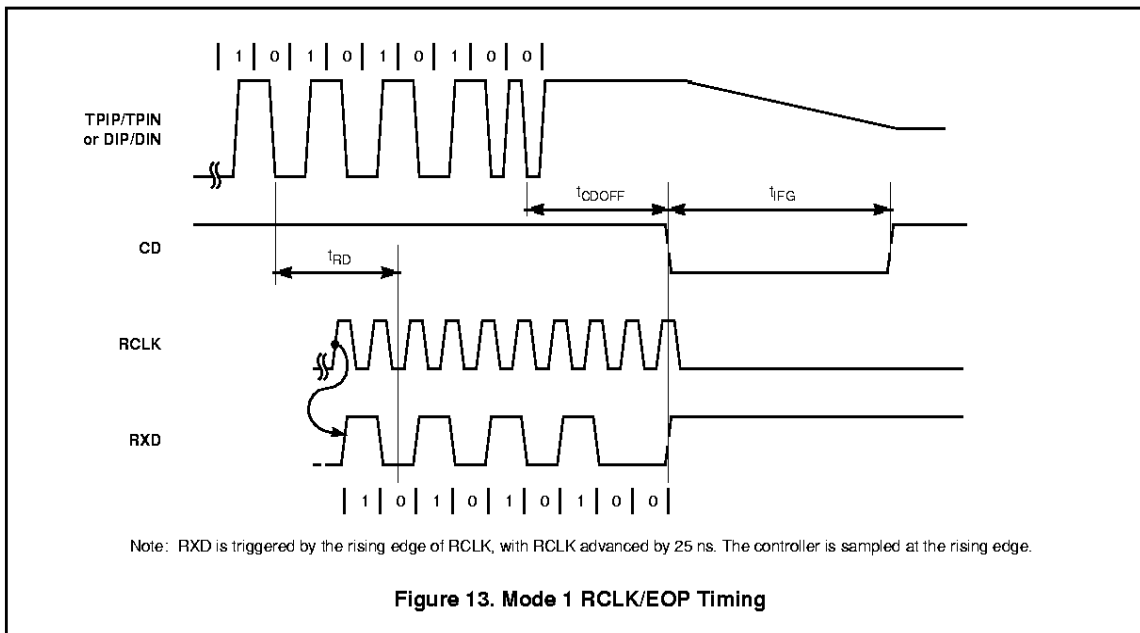 | 1 | 0 | 1 | 0 | 1 | 0 | 1 | 0 | 0 |
TPIP/TPIN
or DIP/DIN
tCDOFF
tIFG
CD
tRD
RCLK
RXD
| 1 | 0 | 1 | 0 | 1 | 0 | 1 | 0 | 0 |
Note: RXD is triggered by the rising edge of RCLK, with RCLK advanced by 25 ns. The controller is sampled at the rising edge.
Figure 13. Mode 1 RCLK/EOP Timing